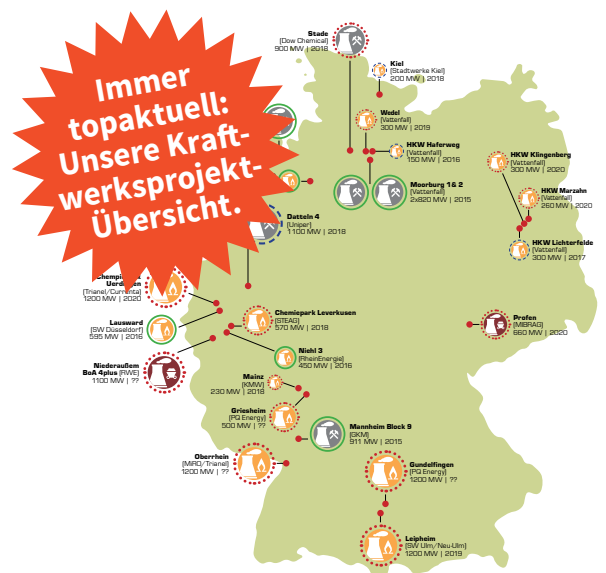 Immer
topaktuell:
Unsere Kraft-
werksprojekt-
Übersicht.
Stade
(Dow Chemical)
900 MW | 2018
Kiel
(Stadtwerke Kiel)
200 MW | 2018
Wedel
(Vattenfall)
300 MW | 2019
HKW Haferweg
(Vattenfall)
150 MW | 2016
Moorburg 1& 2
(Vattenfall)
2x820 MW | 2015
HKW Klingenberg
(Vattenfall)
300 MW | 2020
HKW Marzahn
(Vattenfall)
260 MW | 2020
HKW Lichterfelde
(Vattenfall)
300 MW | 2017
Datteln 4
(Uniper)
1100 MW | 2018
Uerdingen
(Trianel/Currenta)
1200 MW | 2020
Lausward
(SW Düsseldorf)
595 MW | 2016
Niederaußem
BoA 4plus (RWE)
1100 MW | ??
Chemiepark Leverkusen
(STEAG)
570 MW | 2018
Niehl 3
(RheinEnergie)
450 MW | 2016
Profen
(MIBRAG)
660 MW | 2020
Mainz
(KMW)
230 MW | 2018
Griesheim
(PQ Energy)
500 MW | ??
Mannheim Block 9
(GKM)
911 MW | 2015
Oberrhein
(MiRO/Trianel)
1200 MW | ??
Gundelfingen
(PQ Energy)
1200 MW | ??
Leipheim
(SW Ulm/Neu-Ulm)
1200 MW | 2019